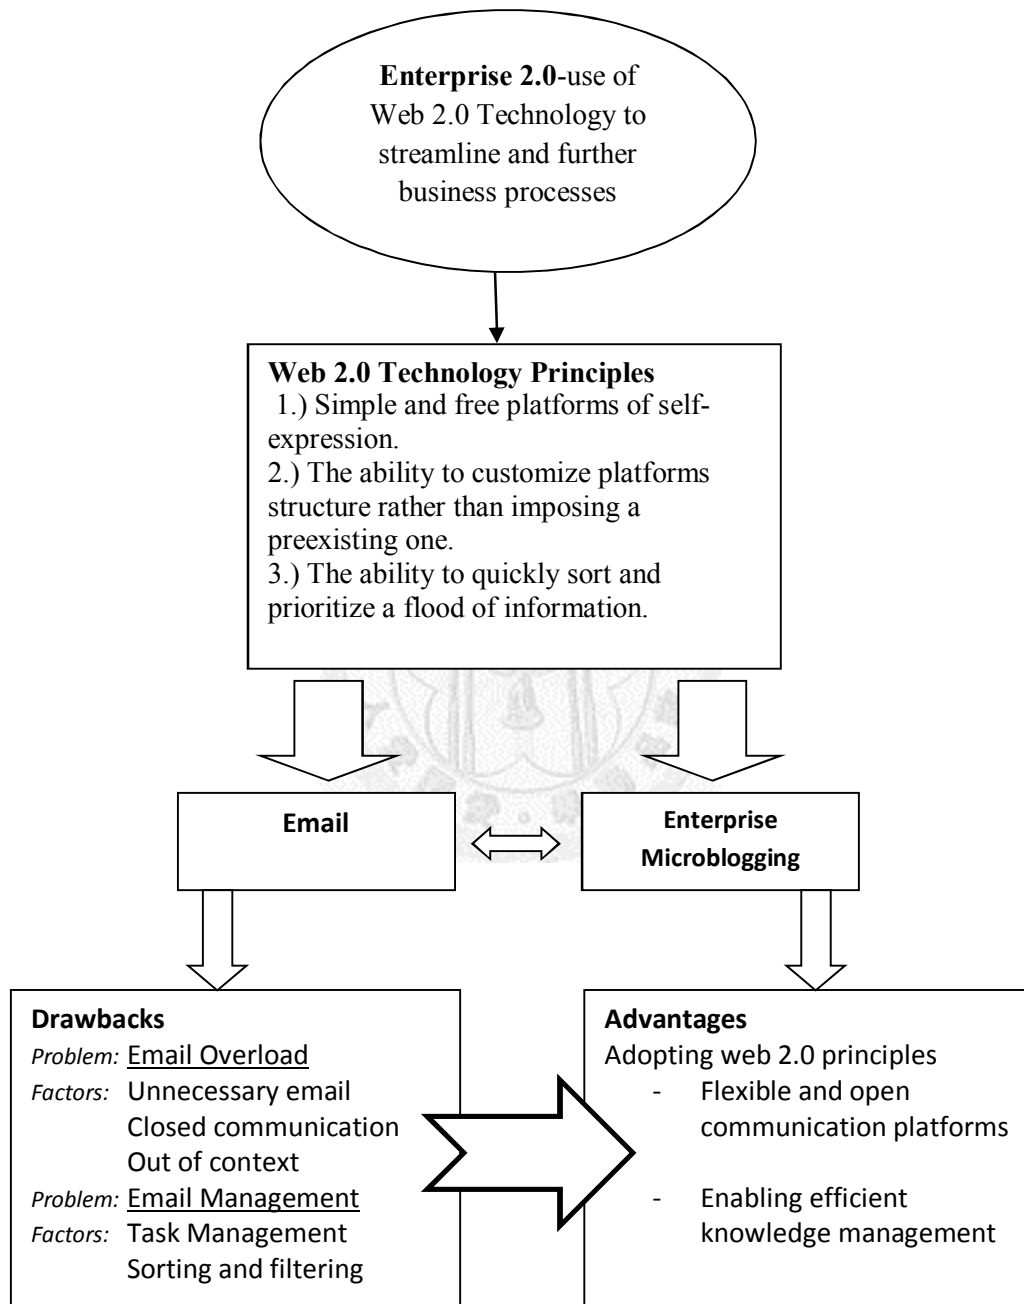 Enterprise 2.0-use of
Web 2.0 Technology to
streamline and further
business processes
Web 2.0 Technology Principles
1.) Simple and free platforms of self-
expression.
2.) The ability to customize platforms
structure rather than imposing a
preexisting one.
3.) The ability to quickly sort and
prioritize a flood of information.
Email
Enterprise
Microblogging
Drawbacks
Problem: Email Overload
Factors: Unnecessary email
Closed communication
Out of context
Problem: Email Management
Factors: Task Management
Sorting and filtering
Advantages
Adopting web 2.0 principles
- Flexible and open
communication platforms
- Enabling efficient
knowledge management